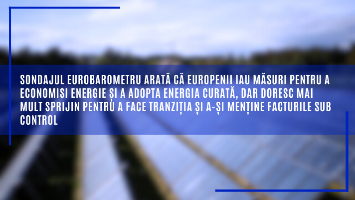 SONDAJUL EUROBAROMETRU ARATĂ CĂ EUROPENII IAU MĂSURI PENTRU A
ECONOMISI ENERGIE ȘI A ADOPTA ENERGIA CURATĂ, DAR DORESC MAI
MULT SPRIJIN PENTRU A FACE TRANZIȚIA ȘI A-ȘI MENȚINE FACTURILE SUB
CONTROL